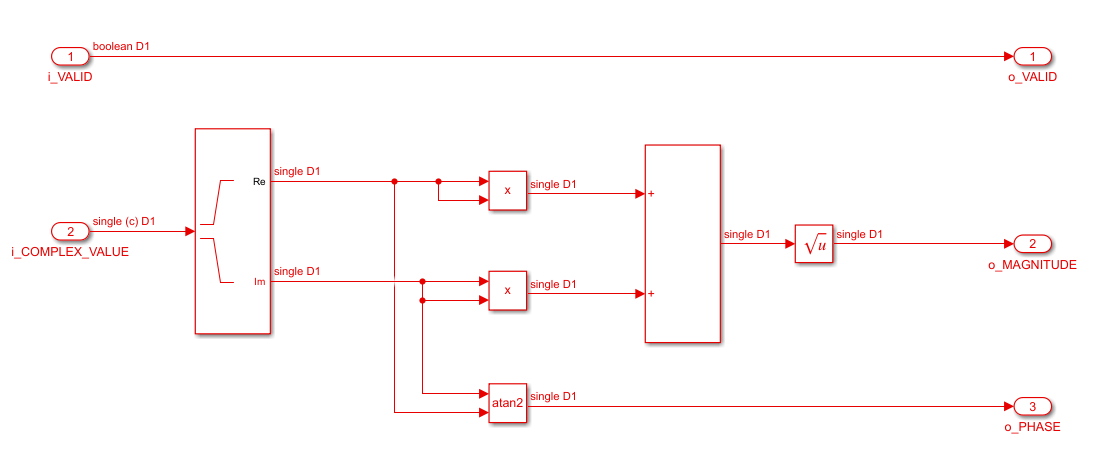 boolean D1
1
i_VALID
1
o_VALID
Re
single D1
x
single D1
+
single (c) D1
2
i_COMPLEX_VALUE
single D1
√u
single D1
2
o_MAGNITUDE
Im
single D1
x
single D1
+
atan2
single D1
3
o_PHASE